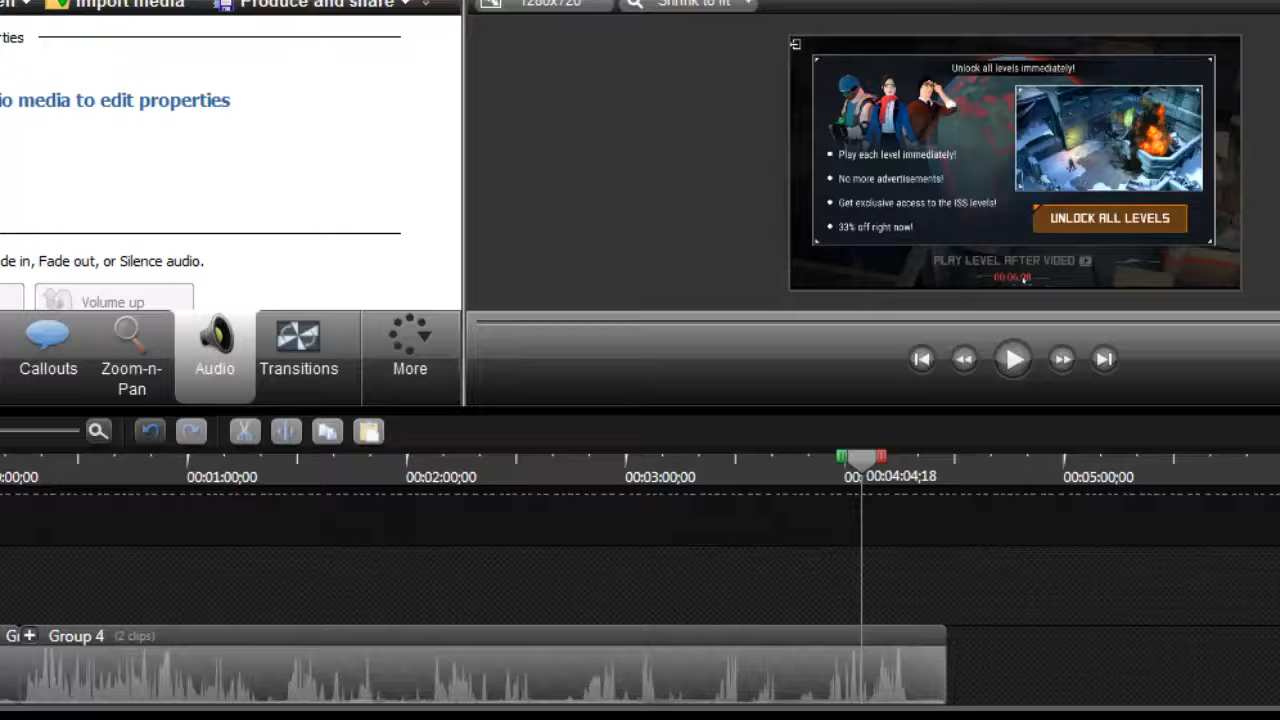 Import media
Produce and share
1280x720
Shrink to fit
rties
io media to edit properties
de in, Fade out, or Silence audio.
Volume up
Unlock all levels immediately!
Play each level immediately!
No more advertisements!
Get exclusive access to the ISS levels!
33% off right now!
UNLOCK ALL LEVELS
PLAY LEVEL AFTER VIDEO
Callouts
Zoom-n-Pan
Audio
Transitions
More
:00;00
00:01:00;00
00:02:00;00
00:03:00;00
00:
00:04:04;18
00:05:00;00
Gr
Group 4 (2 clips)